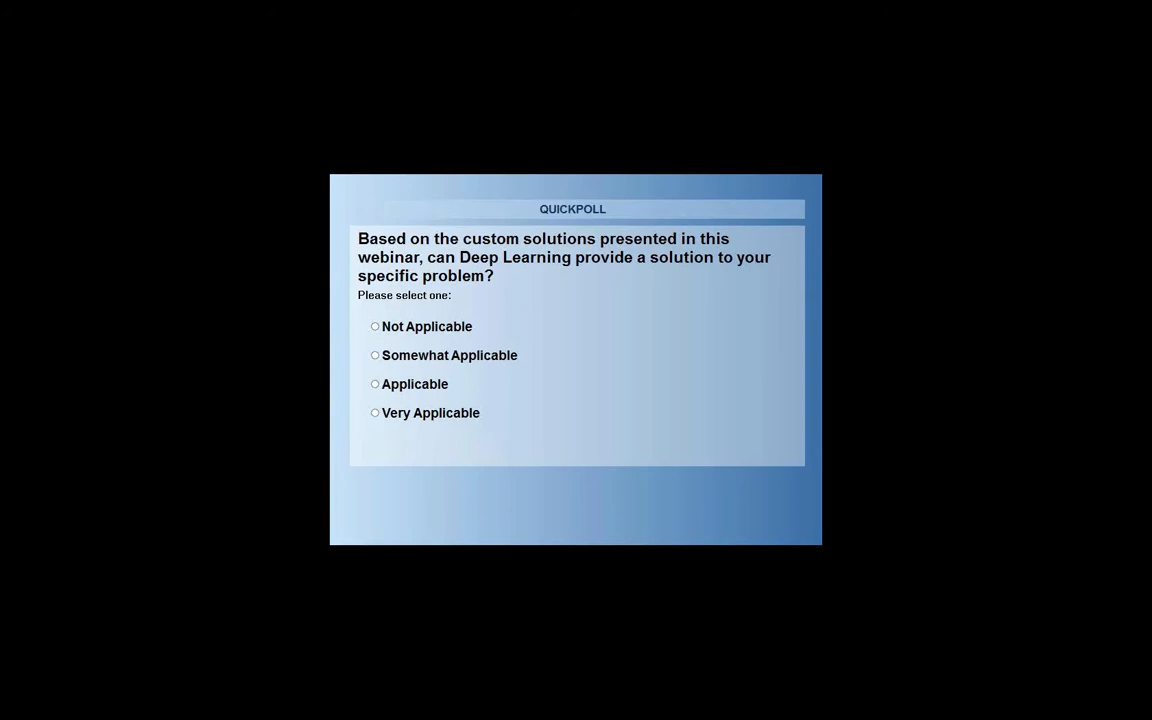 QUICKPOLL
Based on the custom solutions presented in this
webinar, can Deep Learning provide a solution to your
specific problem?
Please select one:
Not Applicable
Somewhat Applicable
Applicable
Very Applicable